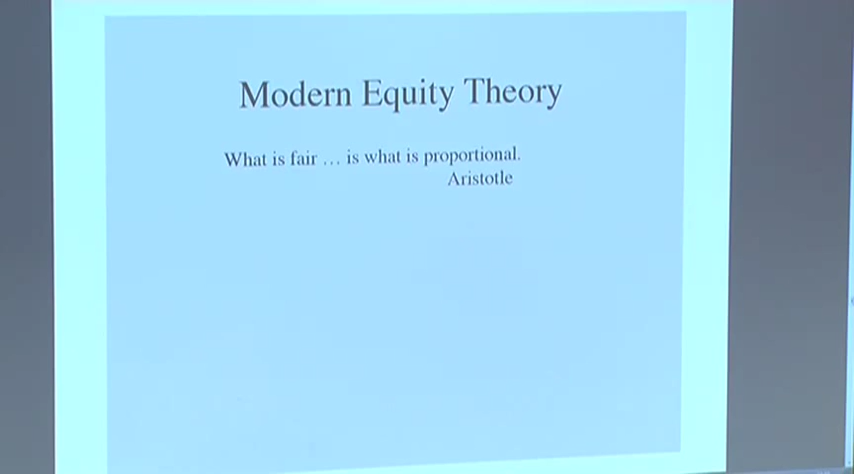 Modern Equity Theory
What is fair … is what is proportional.
Aristotle